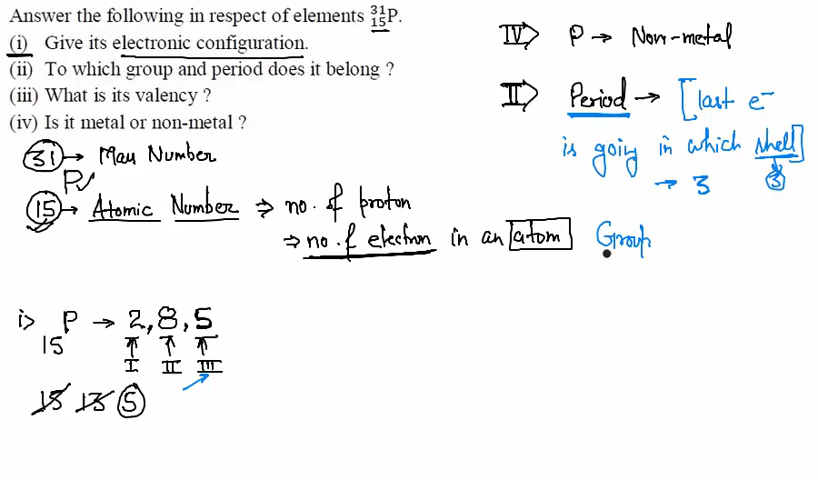 Answer the following in respect of elements ³¹₁₅P.
(i) Give its electronic configuration.
(ii) To which group and period does it belong ?
(iii) What is its valency ?
(iv) Is it metal or non-metal ?
31 → Mass Number
P
15 → Atomic Number ⇒ no. of proton
⇒ no. of electron in an atom
i> P → 2, 8, 5
15
I II III
15 13 5
IV> P → Non-metal
II> Period → [last e⁻
is going in which shell]
→ 3 3
Group